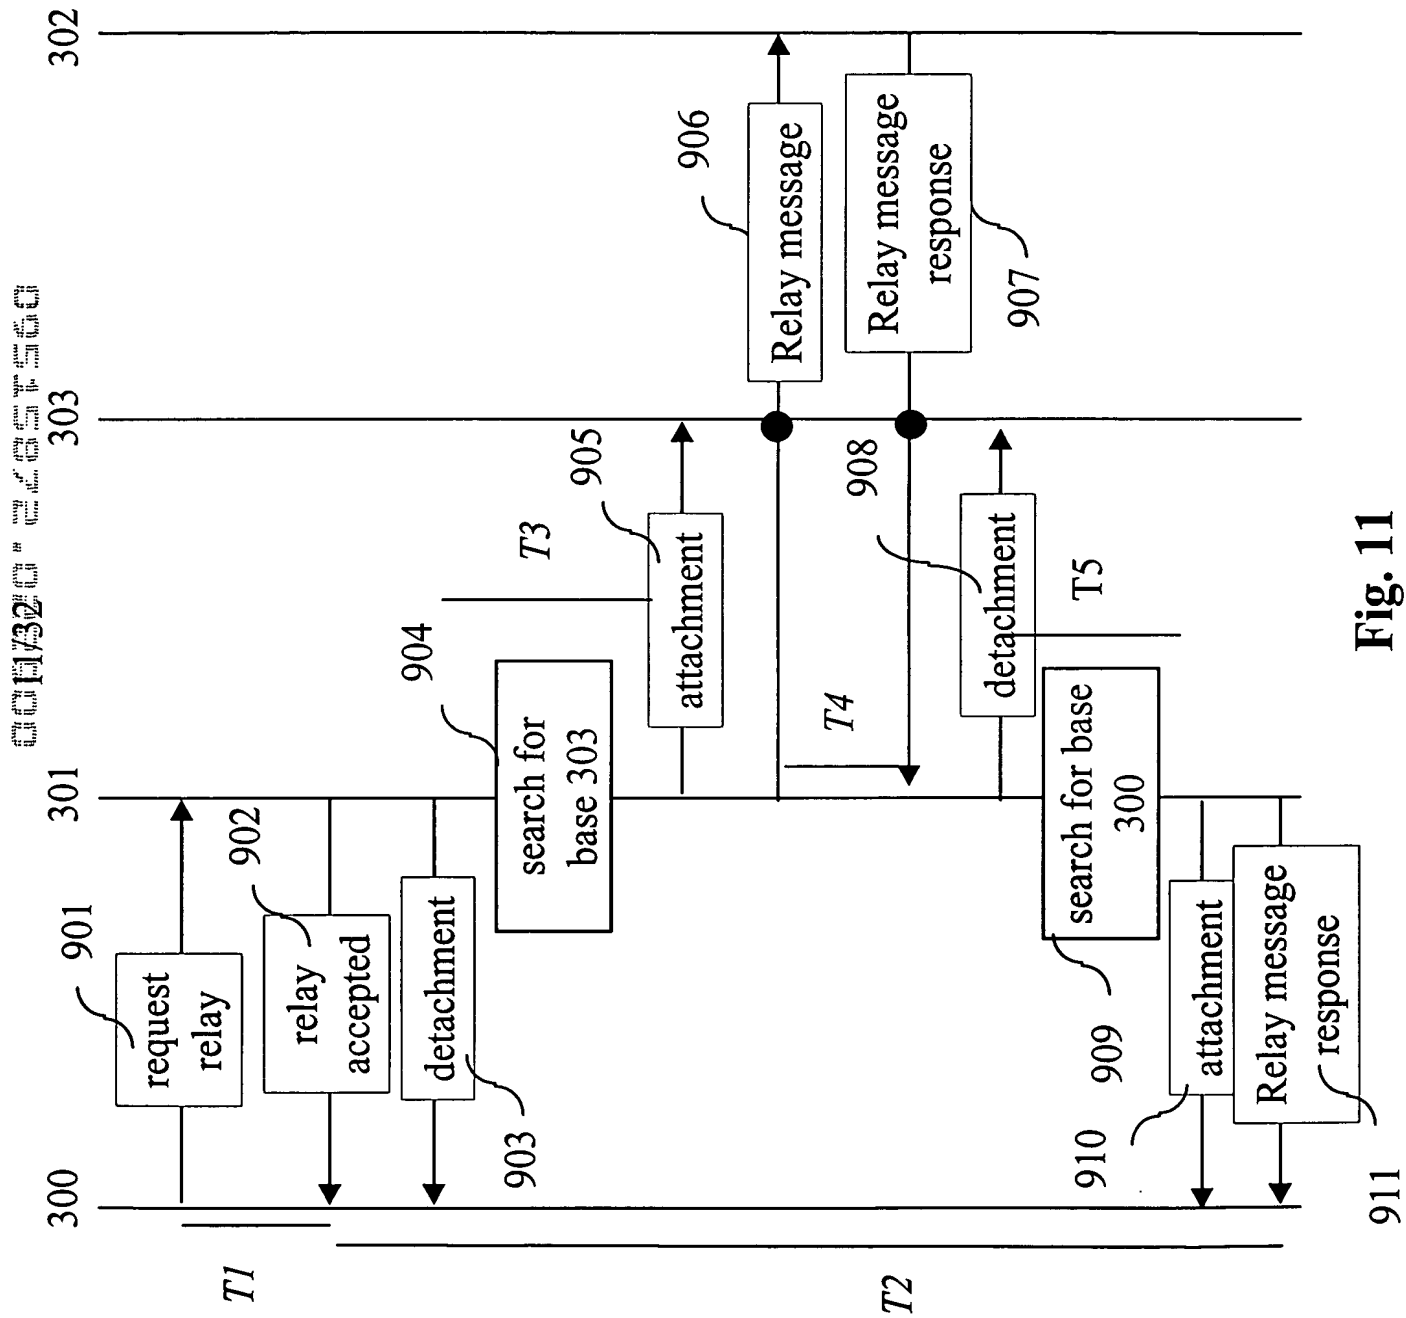 11/32
300
301
303
302
901
request
relay
T1
902
relay
accepted
detachment
903
904
search for
base 303
T3
905
attachment
906
Relay message
T4
Relay message
response
907
908
detachment
T5
search for base
300
909
T2
910
attachment
Relay message
response
911
Fig. 11